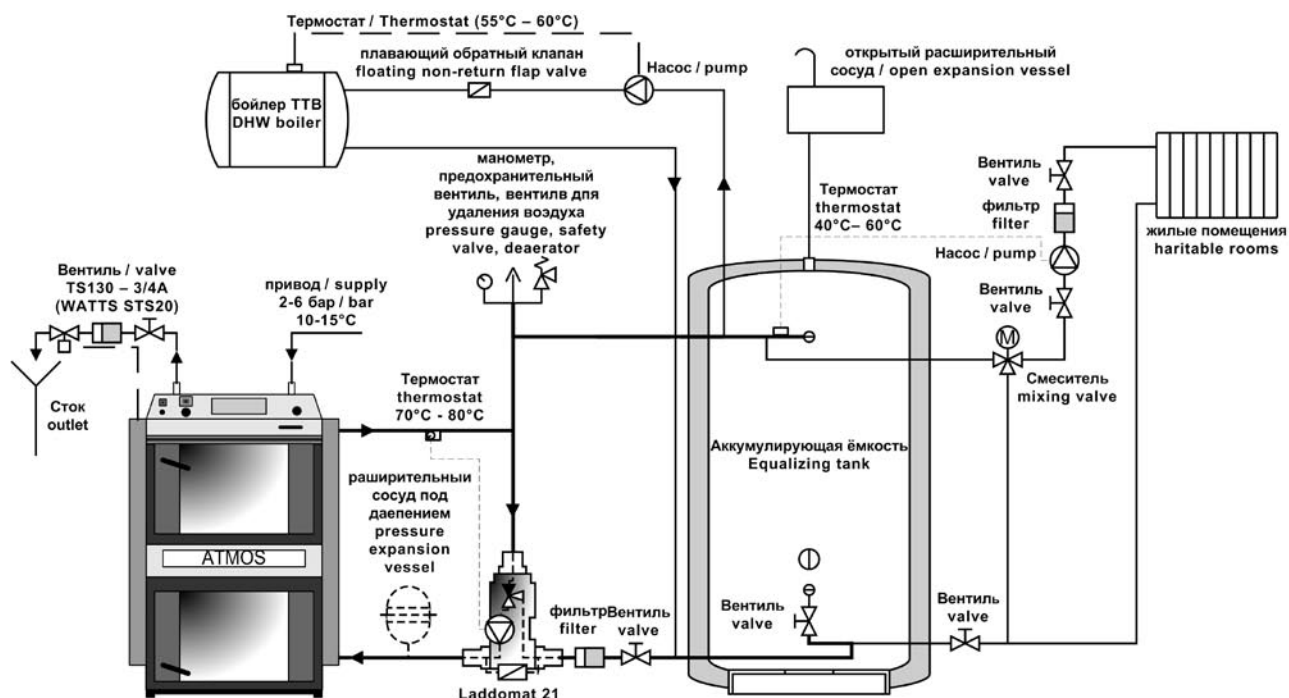 Термостат / Thermostat (55°C – 60°C)
плавающий обратный клапан
floating non-return flap valve
Насос / pump
бойлер ТТВ
DHW boiler
открытый расширительный
сосуд / open expansion vessel
манометр,
предохранительный
вентиль, вентилв дпя
удаления воздуха
pressure gauge, safety
valve, deaerator
Термостат
thermostat
40°C– 60°C
Вентиль
valve
фильтр
filter
Насос / pump
Вентиль
valve
жилые помещения
haritable rooms
Вентиль / valve
TS130 – 3/4A
(WATTS STS20)
привод / supply
2-6 бар / bar
10-15°C
Сток
outlet
Термостат
thermostat
70°C - 80°C
M
Смеситель
mixing valve
Аккумулирующая ёмкость
Equalizing tank
раширительный
сосуд под
даепением
pressure
expansion
vessel
ATMOS
фильтр
filter
Вентиль
valve
Вентиль
valve
Вентиль
valve
Laddomat 21